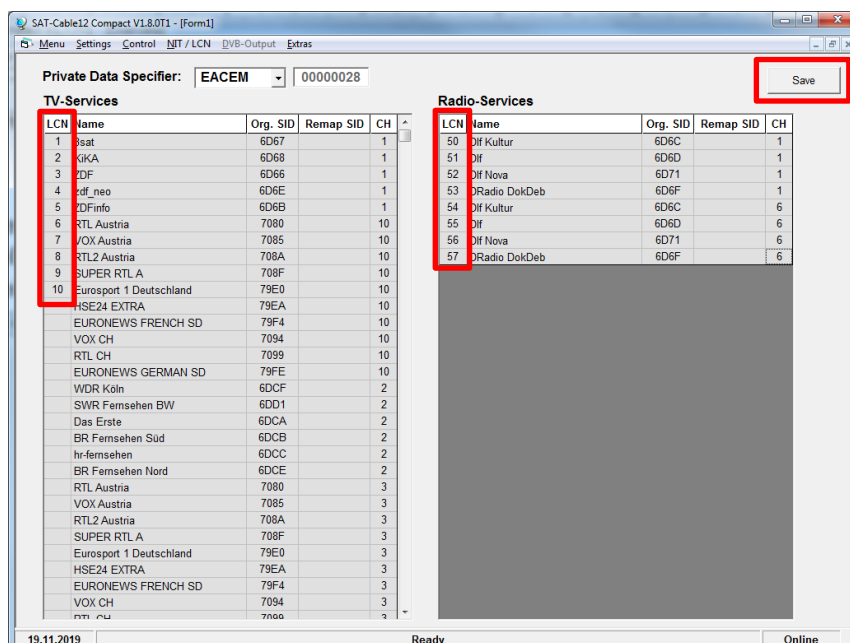 SAT-Cable12 Compact V1.8.0T1 - [Form1]
Menu Settings Control NIT / LCN DVB-Output Extras
Private Data Specifier: EACEM 00000028
Save
TV-Services
LCN Name Org. SID Remap SID CH
1 3sat 6D67 1
2 KiKA 6D68 1
3 ZDF 6D66 1
4 zdf_neo 6D6E 1
5 ZDFinfo 6D6B 1
6 RTL Austria 7080 10
7 VOX Austria 7085 10
8 RTL2 Austria 708A 10
9 SUPER RTL A 708F 10
10 Eurosport 1 Deutschland 79E0 10
HSE24 EXTRA 79EA 10
EURONEWS FRENCH SD 79F4 10
VOX CH 7094 10
RTL CH 7099 10
EURONEWS GERMAN SD 79FE 10
WDR Köln 6DCF 2
SWR Fernsehen BW 6DD1 2
Das Erste 6DCA 2
BR Fernsehen Süd 6DCB 2
hr-fernsehen 6DCC 2
BR Fernsehen Nord 6DCE 2
RTL Austria 7080 3
VOX Austria 7085 3
RTL2 Austria 708A 3
SUPER RTL A 708F 3
Eurosport 1 Deutschland 79E0 3
HSE24 EXTRA 79EA 3
EURONEWS FRENCH SD 79F4 3
VOX CH 7094 3
RTL CH 7099 3
Radio-Services
LCN Name Org. SID Remap SID CH
50 Dlf Kultur 6D6C 1
51 Dlf 6D6D 1
52 Dlf Nova 6D71 1
53 DRadio DokDeb 6D6F 1
54 Dlf Kultur 6D6C 6
55 Dlf 6D6D 6
56 Dlf Nova 6D71 6
57 DRadio DokDeb 6D6F 6
19.11.2019 Ready Online